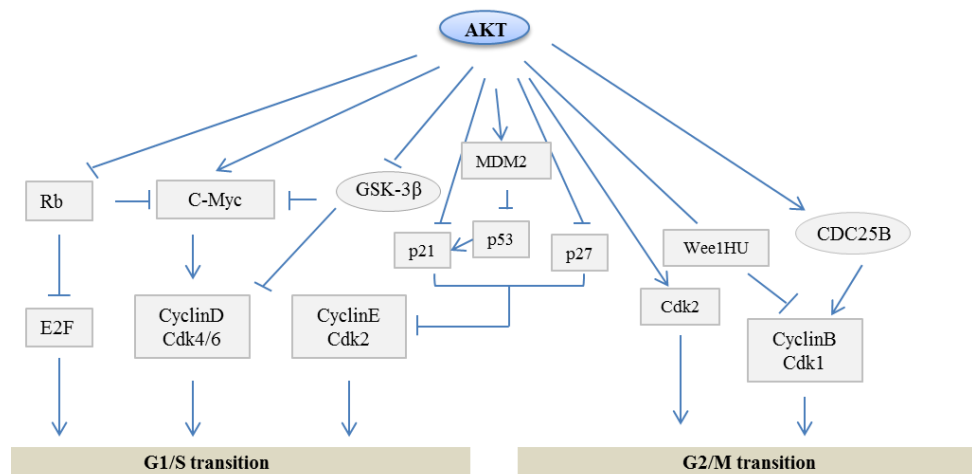 AKT
MDM2
Rb
C-Myc
GSK-3β
p21
p53
p27
Wee1HU
CDC25B
E2F
CyclinD
Cdk4/6
CyclinE
Cdk2
Cdk2
CyclinB
Cdk1
G1/S transition
G2/M transition